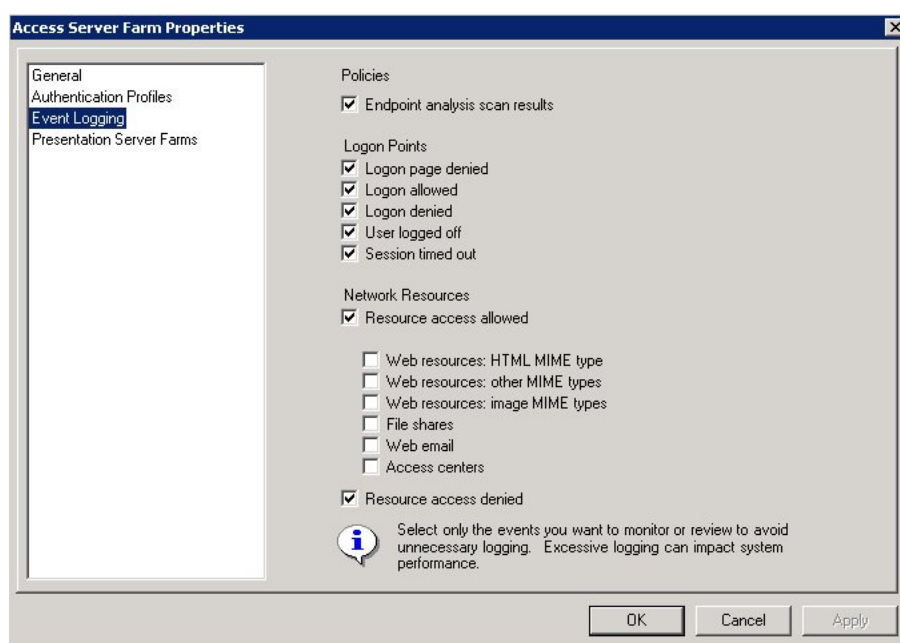 Access Server Farm Properties
General
Authentication Profiles
Event Logging
Presentation Server Farms
Policies
Endpoint analysis scan results
Logon Points
Logon page denied
Logon allowed
Logon denied
User logged off
Session timed out
Network Resources
Resource access allowed
Web resources: HTML MIME type
Web resources: other MIME types
Web resources: image MIME types
File shares
Web email
Access centers
Resource access denied
Select only the events you want to monitor or review to avoid
unnecessary logging. Excessive logging can impact system
performance.
OK
Cancel
Apply